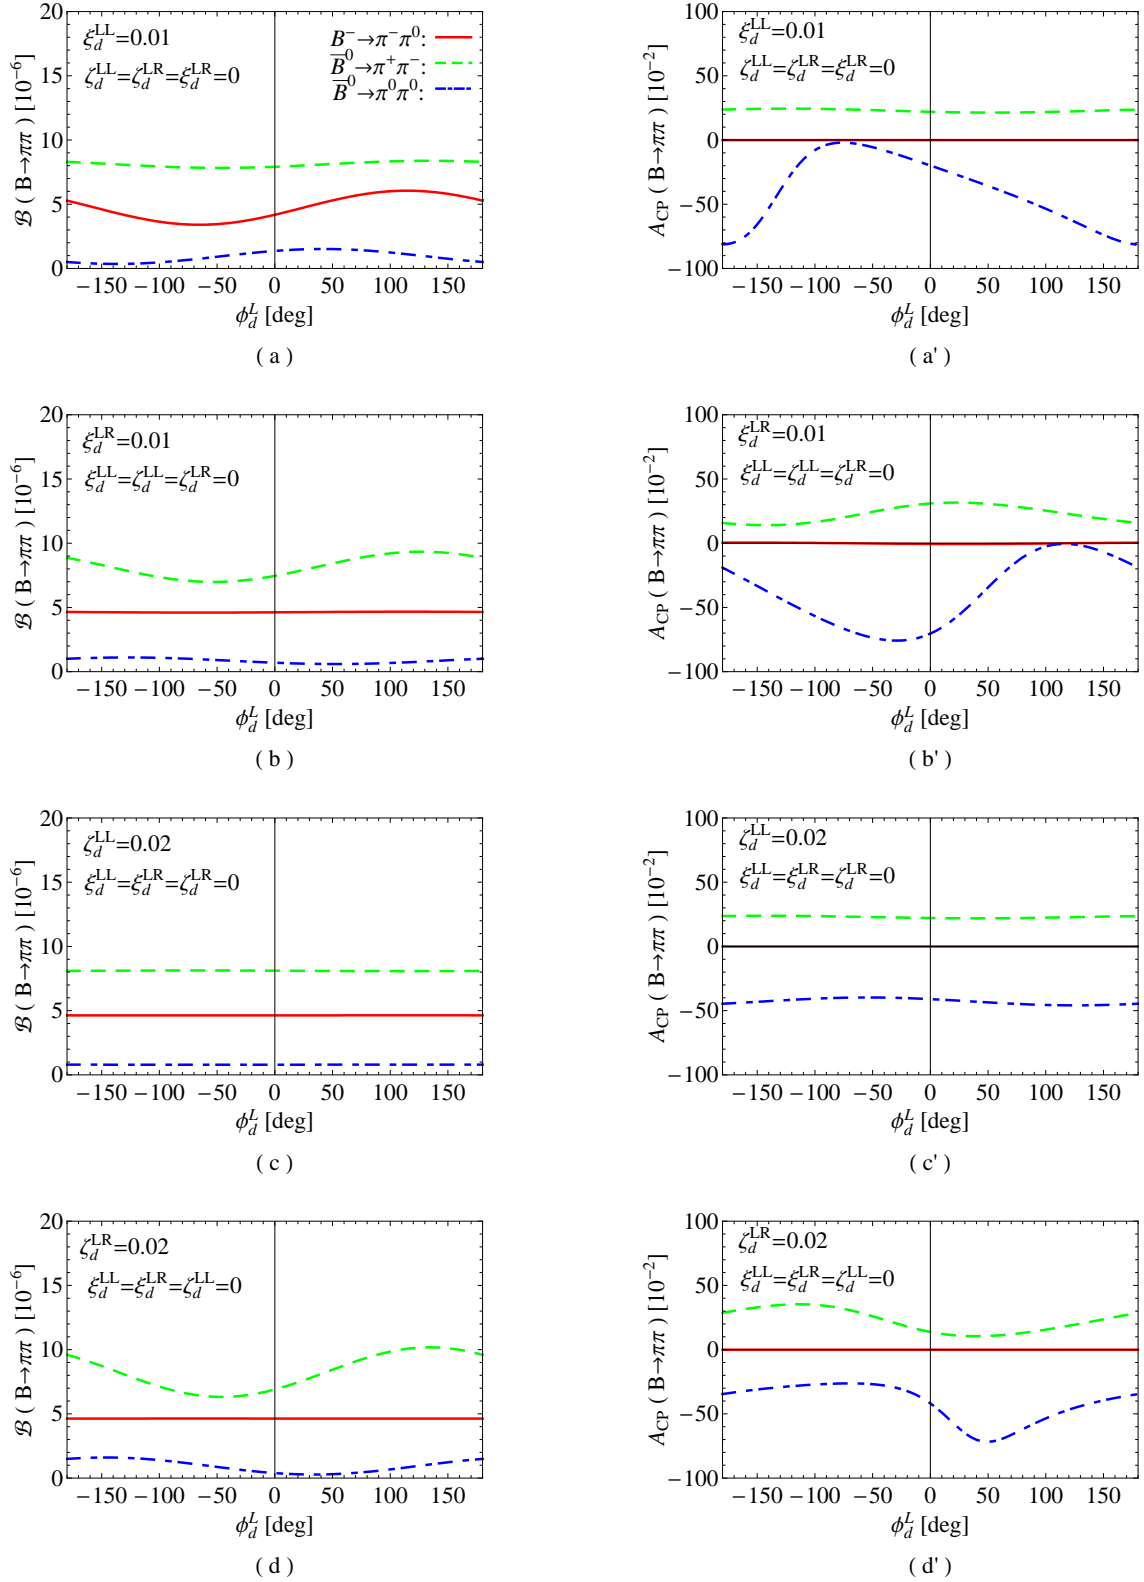 20
15
10
5
0
ℬ ( B→ππ ) [10⁻⁶]
ξ_d^LL=0.01
ζ_d^LL=ζ_d^LR=ξ_d^LR=0
B⁻→π⁻π⁰:
B̅⁰→π⁺π⁻:
B̅⁰→π⁰π⁰:
−150 −100 −50 0 50 100 150
ϕ_d^L [deg]
( a )
100
50
0
−50
−100
A_CP ( B→ππ ) [10⁻²]
ξ_d^LL=0.01
ζ_d^LL=ζ_d^LR=ξ_d^LR=0
−150 −100 −50 0 50 100 150
ϕ_d^L [deg]
( a' )
20
15
10
5
0
ℬ ( B→ππ ) [10⁻⁶]
ξ_d^LR=0.01
ξ_d^LL=ζ_d^LL=ζ_d^LR=0
−150 −100 −50 0 50 100 150
ϕ_d^L [deg]
( b )
100
50
0
−50
−100
A_CP ( B→ππ ) [10⁻²]
ξ_d^LR=0.01
ξ_d^LL=ζ_d^LL=ζ_d^LR=0
−150 −100 −50 0 50 100 150
ϕ_d^L [deg]
( b' )
20
15
10
5
0
ℬ ( B→ππ ) [10⁻⁶]
ζ_d^LL=0.02
ξ_d^LL=ξ_d^LR=ζ_d^LR=0
−150 −100 −50 0 50 100 150
ϕ_d^L [deg]
( c )
100
50
0
−50
−100
A_CP ( B→ππ ) [10⁻²]
ζ_d^LL=0.02
ξ_d^LL=ξ_d^LR=ζ_d^LR=0
−150 −100 −50 0 50 100 150
ϕ_d^L [deg]
( c' )
20
15
10
5
0
ℬ ( B→ππ ) [10⁻⁶]
ζ_d^LR=0.02
ξ_d^LL=ξ_d^LR=ζ_d^LL=0
−150 −100 −50 0 50 100 150
ϕ_d^L [deg]
( d )
100
50
0
−50
−100
A_CP ( B→ππ ) [10⁻²]
ζ_d^LR=0.02
ξ_d^LL=ξ_d^LR=ζ_d^LL=0
−150 −100 −50 0 50 100 150
ϕ_d^L [deg]
( d' )